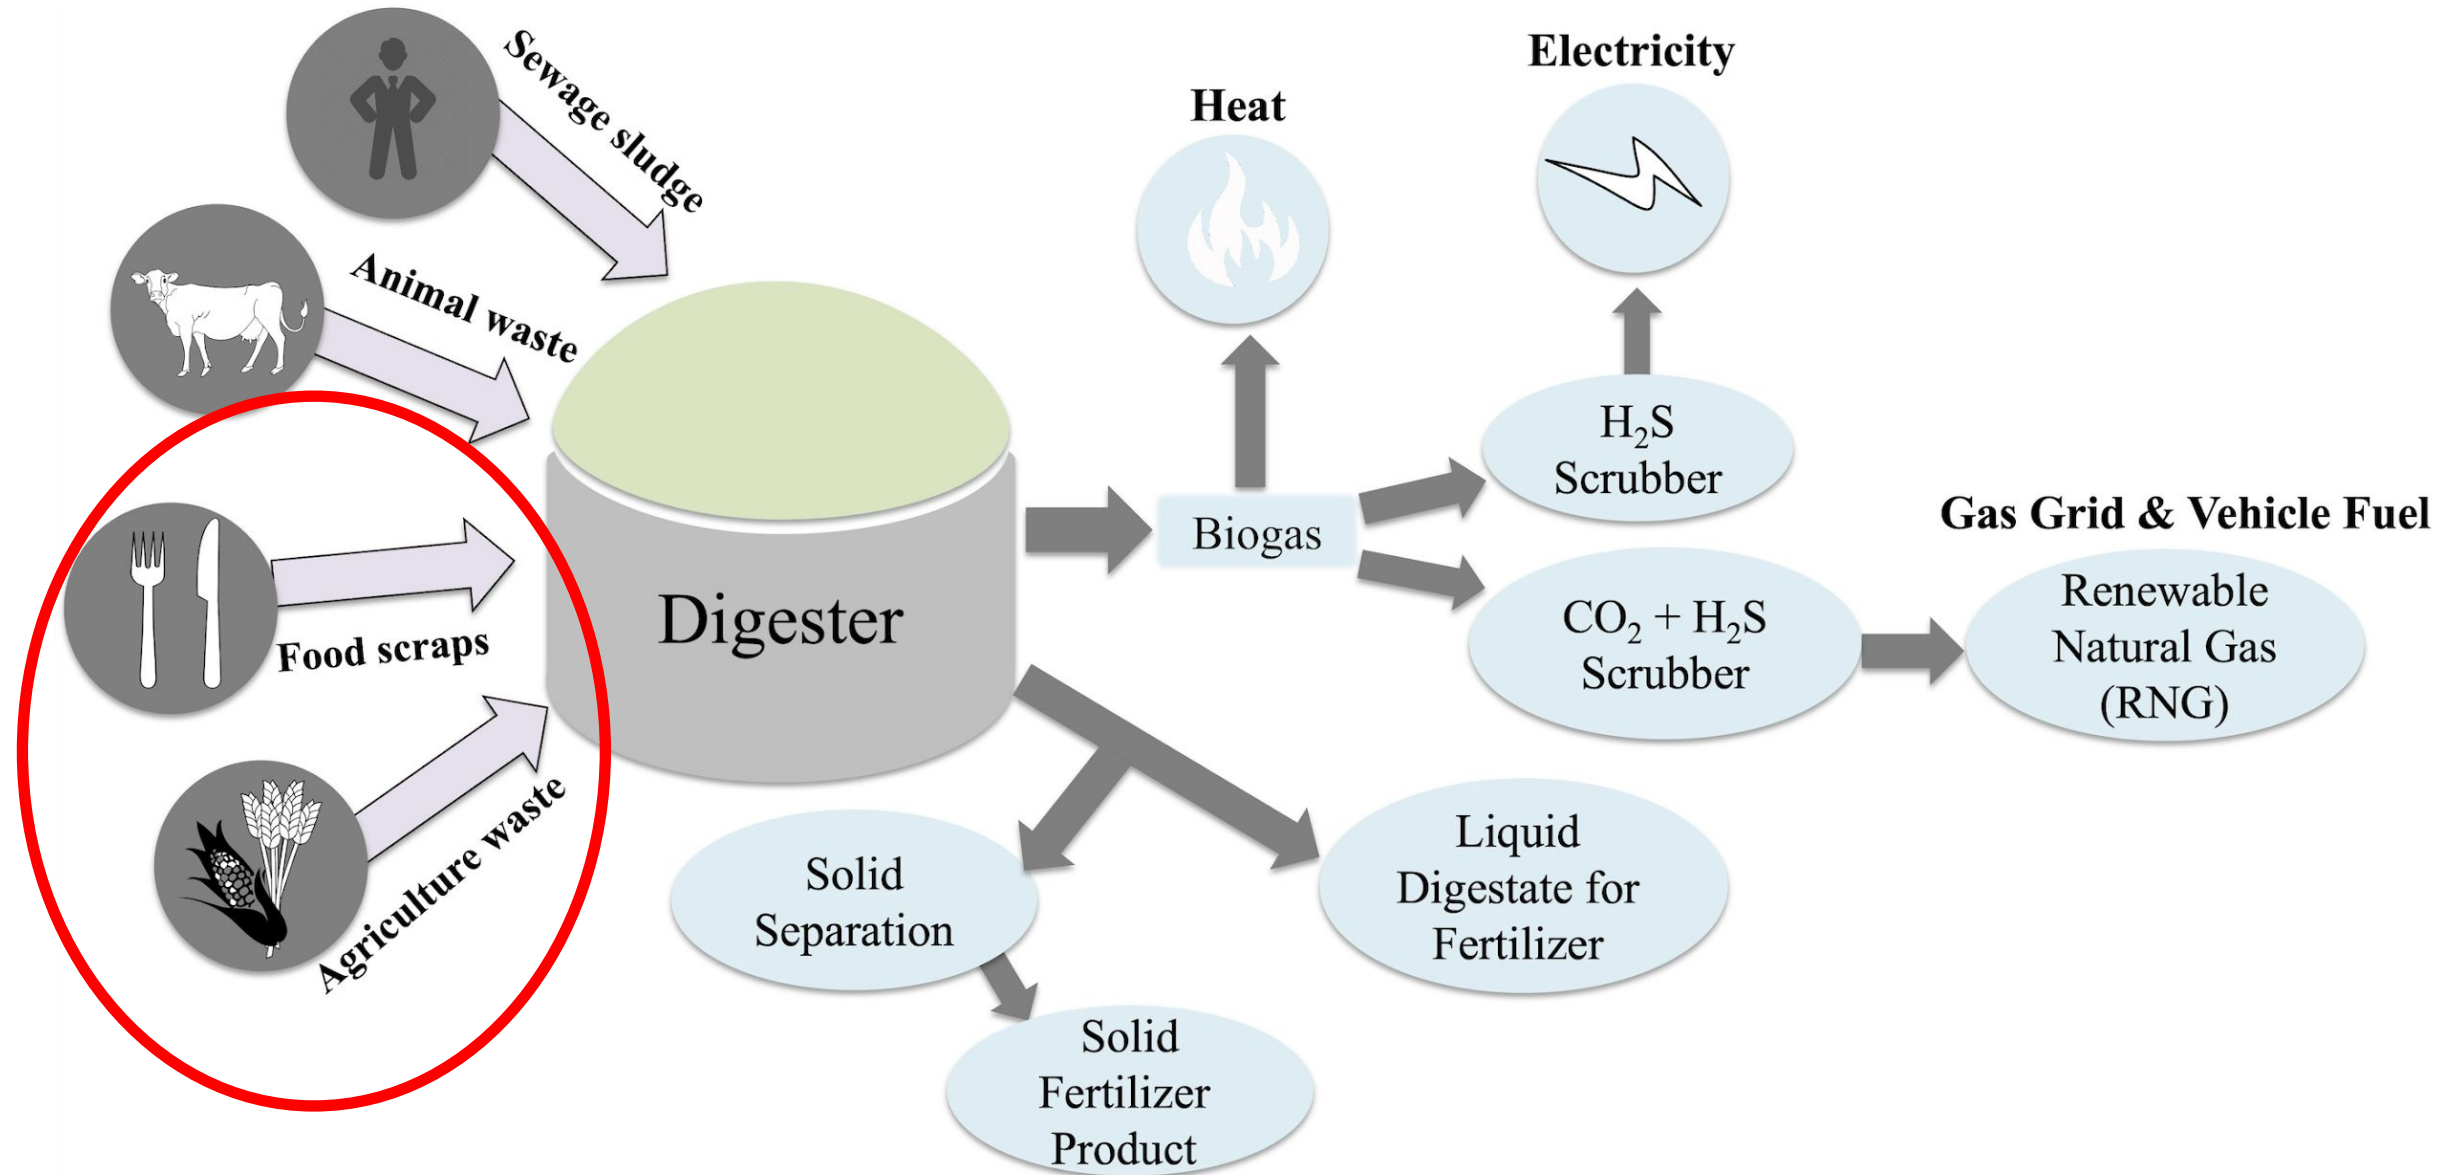 Sewage sludge
Animal waste
Food scraps
Agriculture waste
Digester
Heat
Electricity
Biogas
H₂S
Scrubber
CO₂ + H₂S
Scrubber
Gas Grid & Vehicle Fuel
Renewable
Natural Gas
(RNG)
Solid
Separation
Liquid
Digestate for
Fertilizer
Solid
Fertilizer
Product